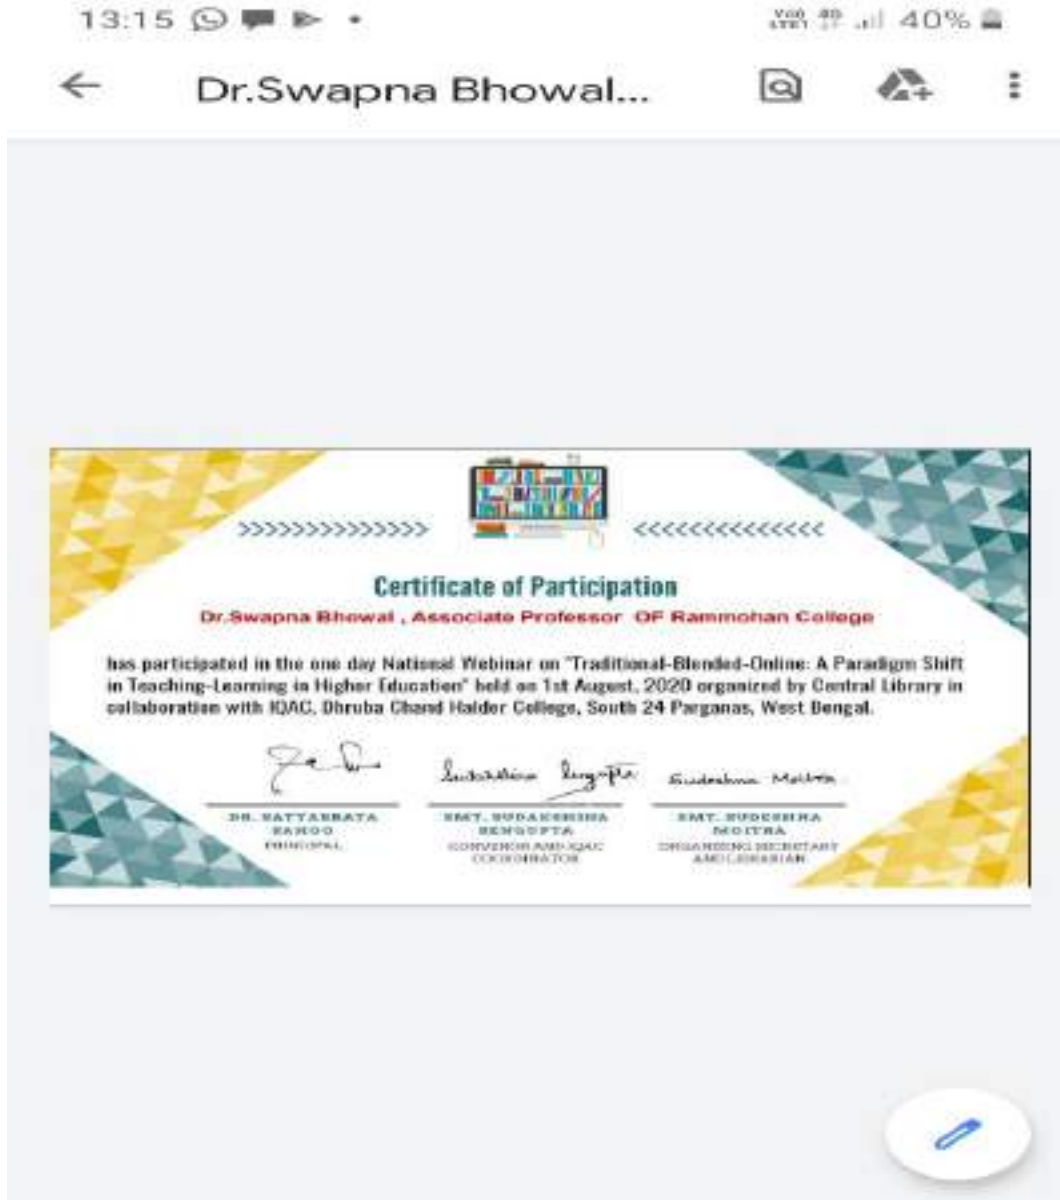 13:15 40%
Dr.Swapna Bhowal...
>>>>>>>>>>>>>> <<<<<<<<<<<<<<
Certificate of Participation
Dr.Swapna Bhowal , Associate Professor OF Rammohan College
has participated in the one day National Webinar on "Traditional-Blended-Online: A Paradigm Shift
in Teaching-Learning in Higher Education" held on 1st August, 2020 organized by Central Library in
collaboration with IQAC, Dhruba Chand Halder College, South 24 Parganas, West Bengal.
Sudakshina Sengupta Sudeshna Moitra
DR. SATYABRATA SMT. SUDAKSHINA SMT. SUDESHNA
SAHOO SENGUPTA MOITRA
PRINCIPAL CONVENOR AND IQAC ORGANISING SECRETARY
COORDINATOR AND LIBRARIAN